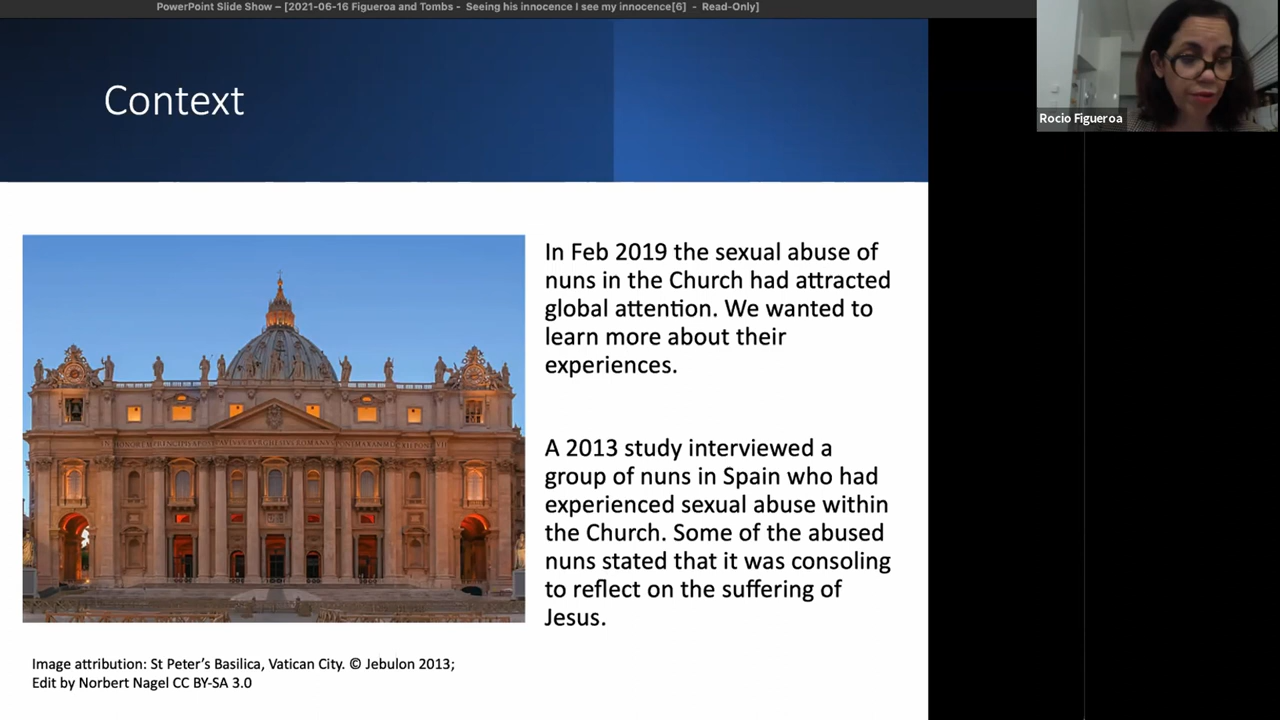 PowerPoint Slide Show – [2021-06-16 Figueroa and Tombs - Seeing his innocence I see my innocence[6] - Read-Only]
Rocio Figueroa
Context
In Feb 2019 the sexual abuse of
nuns in the Church had attracted
global attention. We wanted to
learn more about their
experiences.
A 2013 study interviewed a
group of nuns in Spain who had
experienced sexual abuse within
the Church. Some of the abused
nuns stated that it was consoling
to reflect on the suffering of
Jesus.
Image attribution: St Peter’s Basilica, Vatican City. © Jebulon 2013;
Edit by Norbert Nagel CC BY-SA 3.0